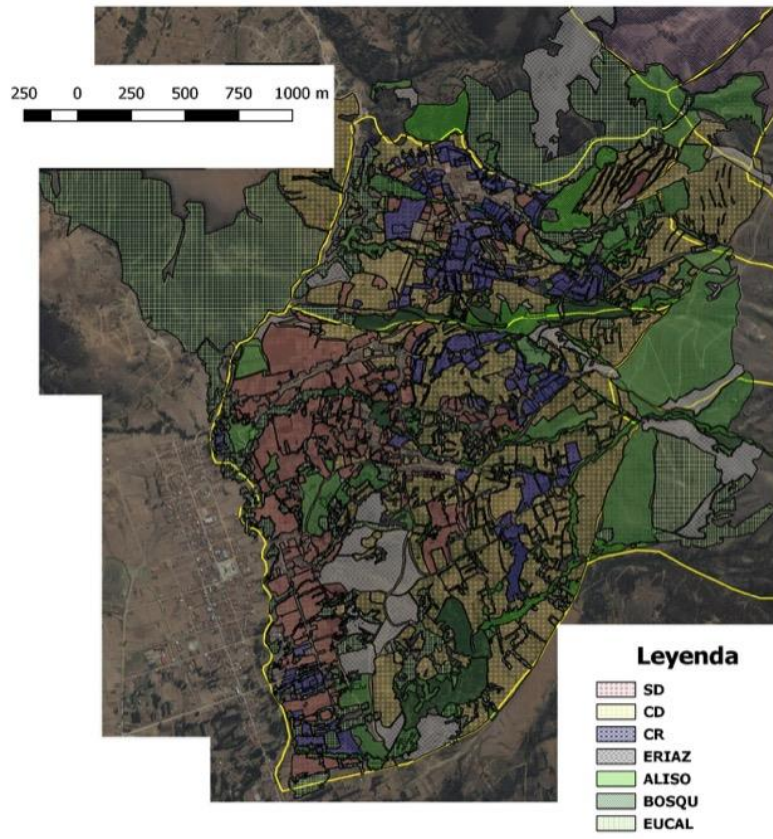 250 0 250 500 750 1000 m
Leyenda
SD
CD
CR
ERIAZ
ALISO
BOSQU
EUCAL